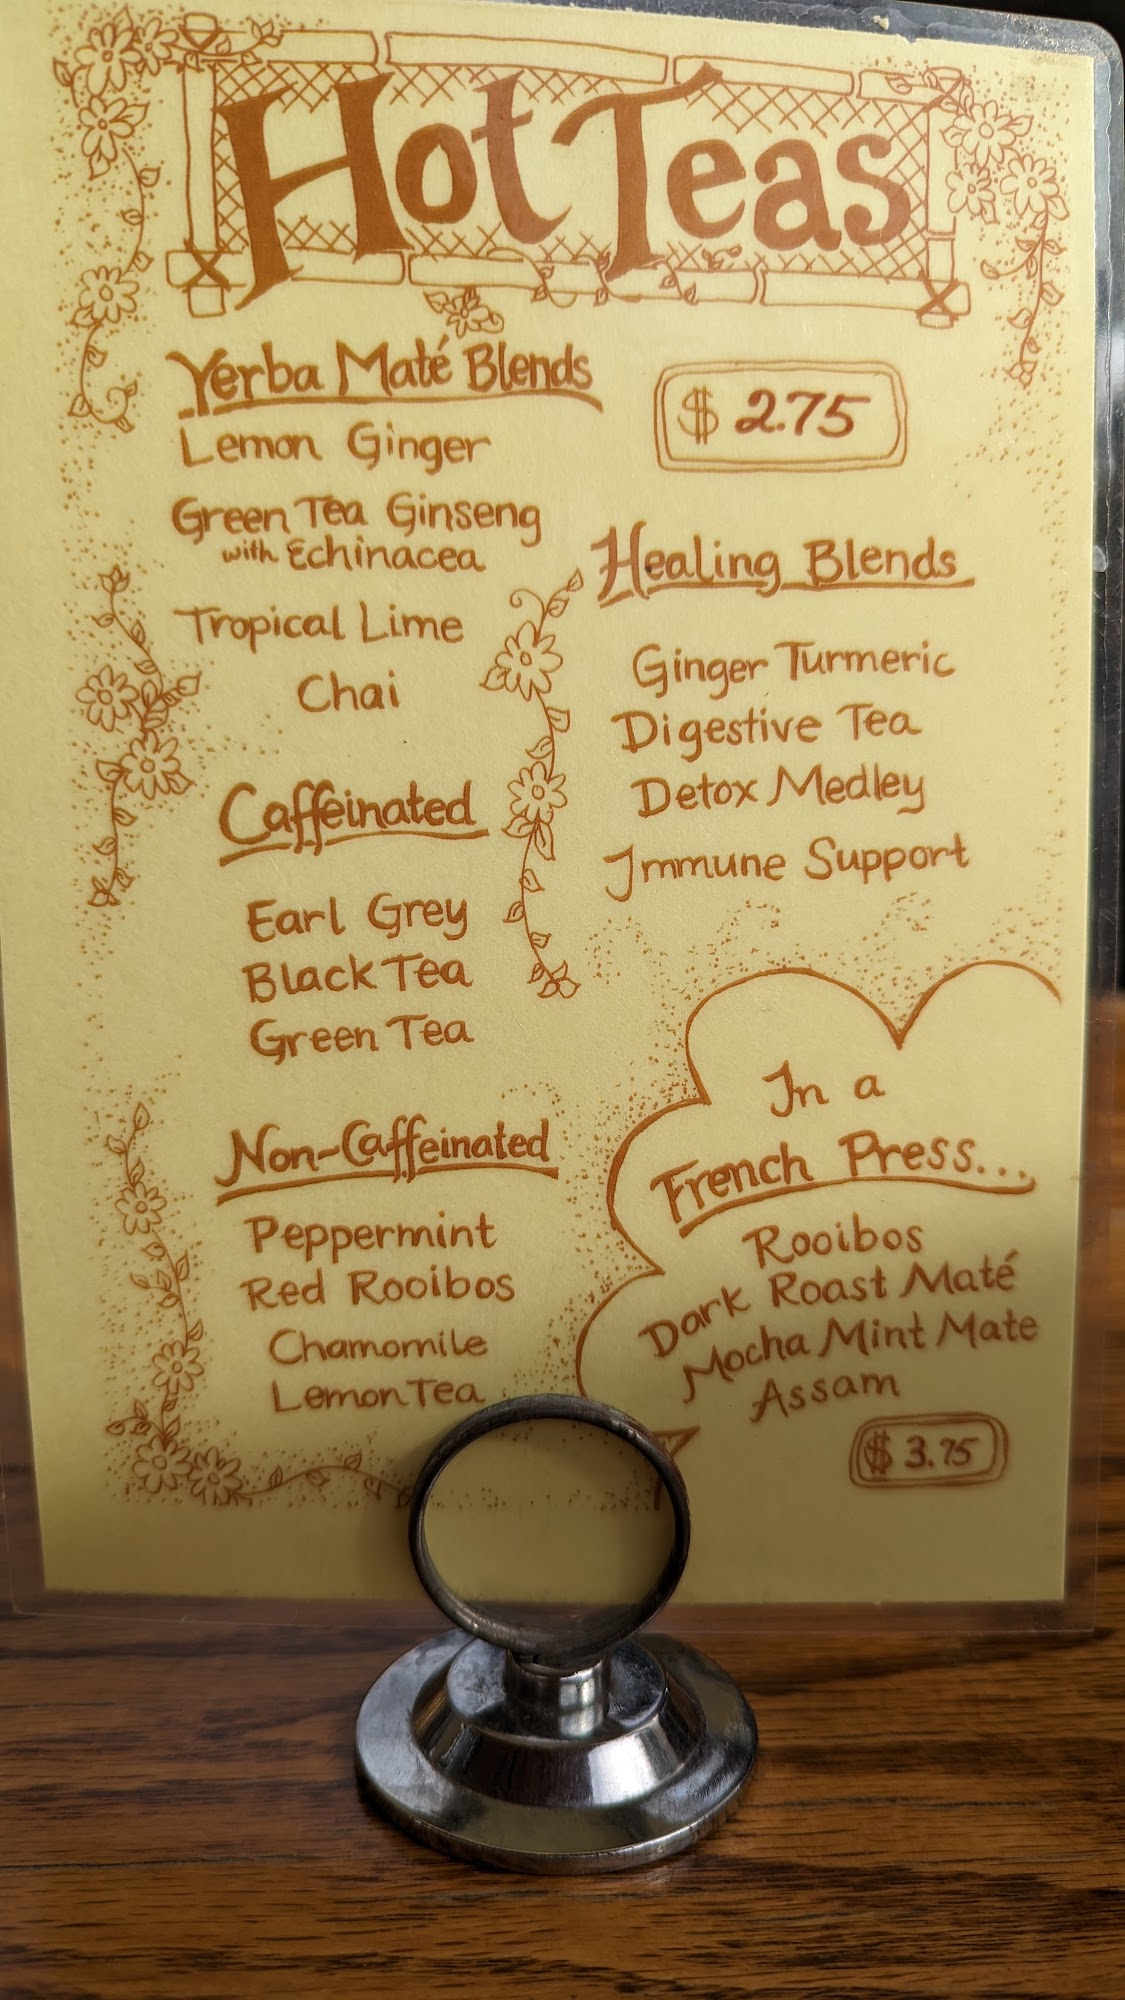 Hot Teas
Yerba Maté Blends
Lemon Ginger
Green Tea Ginseng
with Echinacea
Tropical Lime
Chai
Caffeinated
Earl Grey
Black Tea
Green Tea
Non-Caffeinated
Peppermint
Red Rooibos
Chamomile
Lemon Tea
$ 2.75
Healing Blends
Ginger Turmeric
Digestive Tea
Detox Medley
Immune Support
In a
French Press...
Rooibos
Dark Roast Maté
Mocha Mint Mate
Assam
$ 3.75